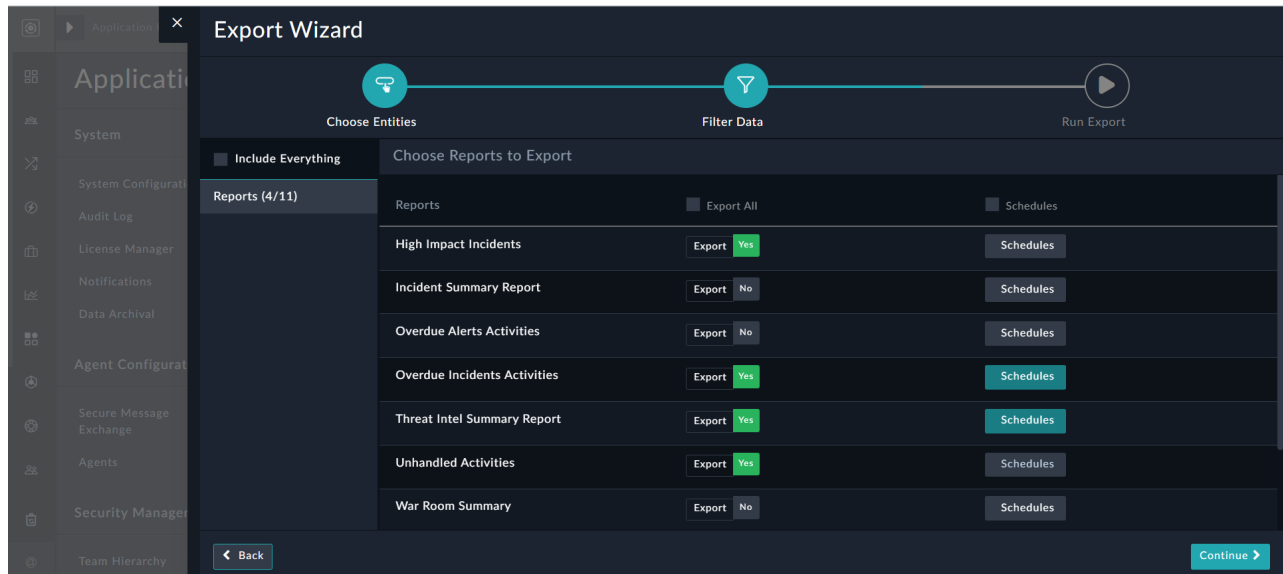 Application
Export Wizard
Applicati
Choose Entities
Filter Data
Run Export
System
Include Everything
Choose Reports to Export
System Configurati
Reports (4/11)
Reports
Export All
Schedules
Audit Log
High Impact Incidents Export Yes Schedules
License Manager
Notifications
Incident Summary Report Export No Schedules
Data Archival
Overdue Alerts Activities Export No Schedules
Agent Configurat
Overdue Incidents Activities Export Yes Schedules
Secure Message
Exchange
Threat Intel Summary Report Export Yes Schedules
Agents
Unhandled Activities Export Yes Schedules
Security Manager
War Room Summary Export No Schedules
Team Hierarchy
Back
Continue